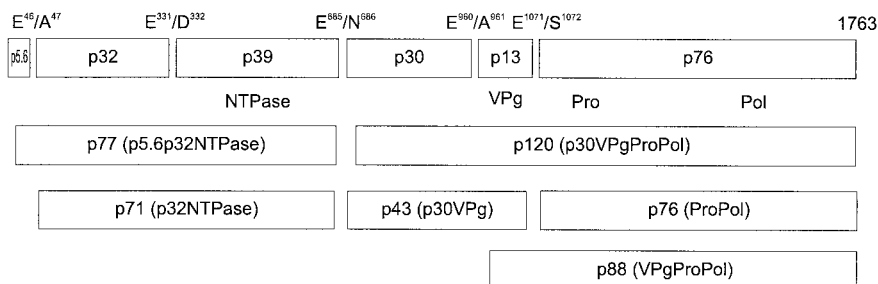 E⁴⁶/A⁴⁷ E³³¹/D³³² E⁶⁸⁵/N⁶⁸⁶ E⁹⁶⁰/A⁹⁶¹ E¹⁰⁷¹/S¹⁰⁷² 1763
p5.6 p32 p39 p30 p13 p76
NTPase VPg Pro Pol
p77 (p5.6p32NTPase) p120 (p30VPgProPol)
p71 (p32NTPase) p43 (p30VPg) p76 (ProPol)
p88 (VPgProPol)